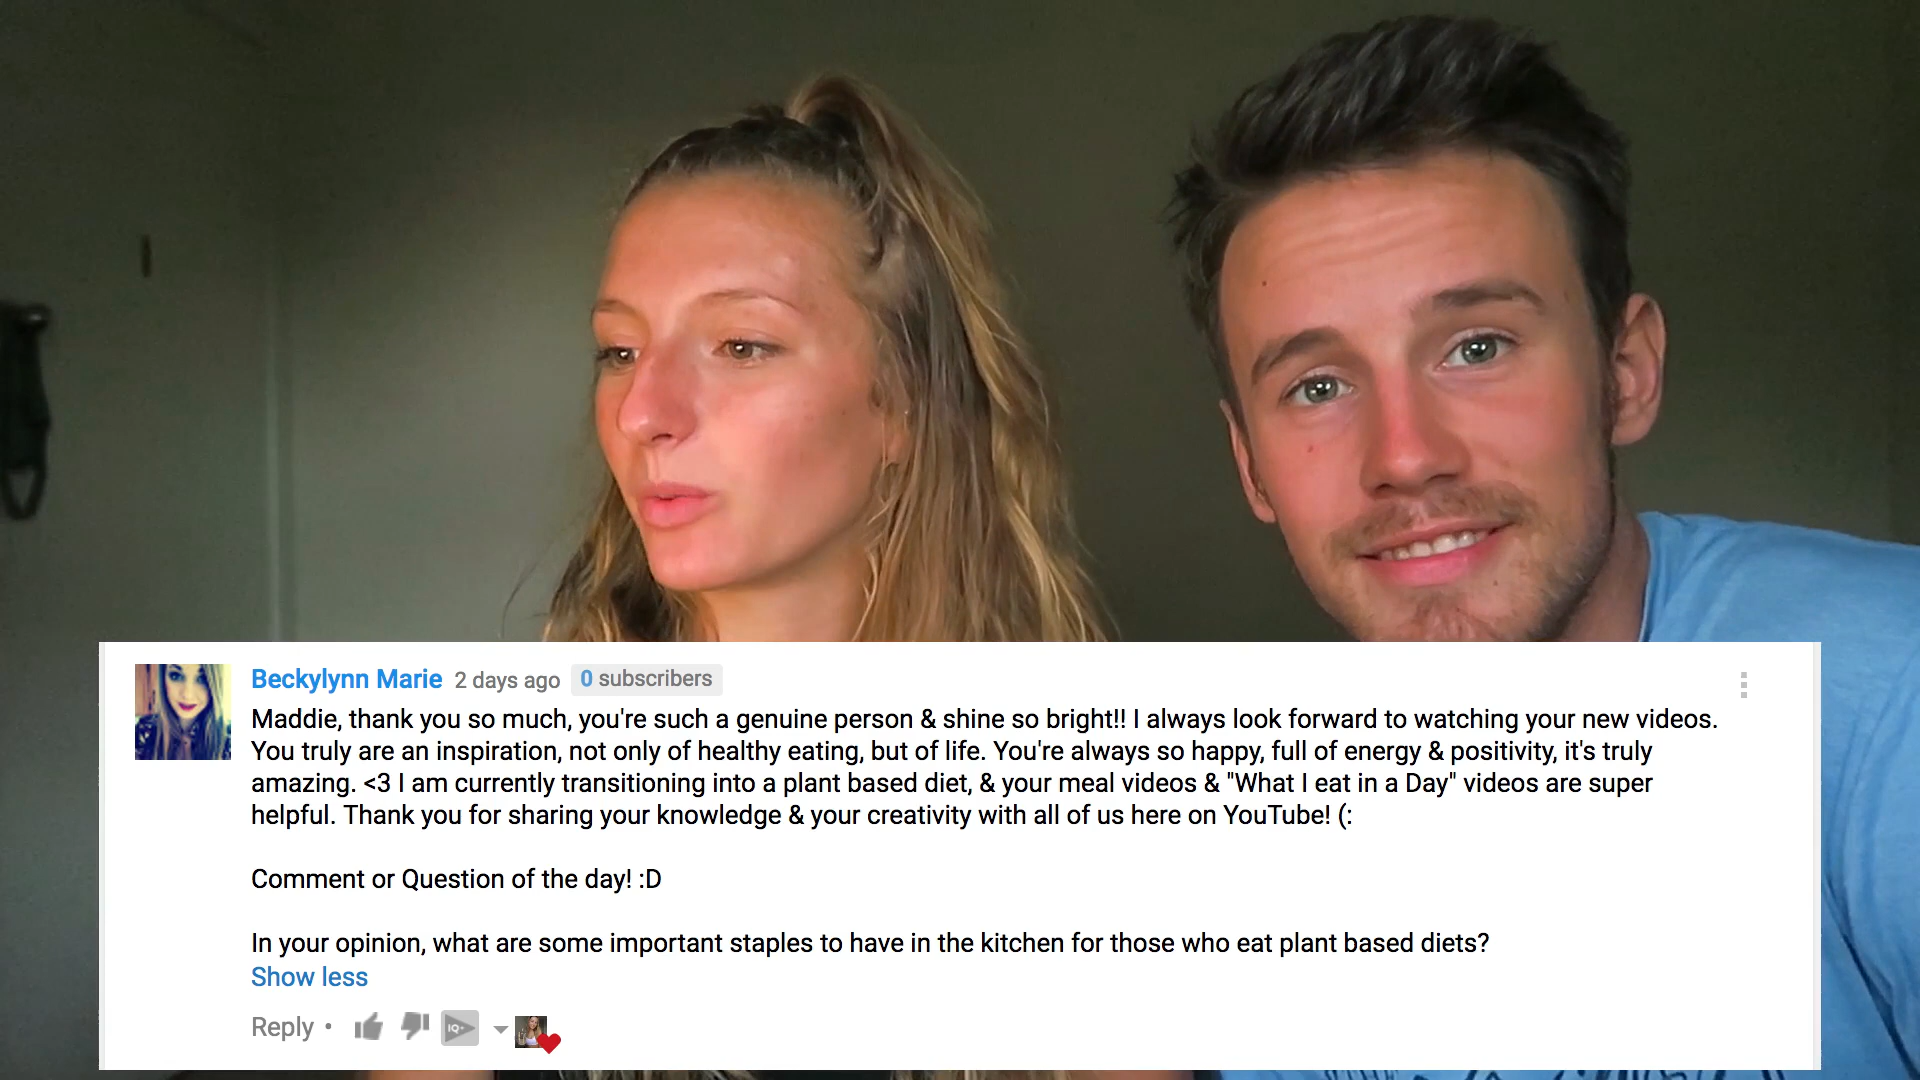 Beckylynn Marie 2 days ago 0 subscribers
Maddie, thank you so much, you're such a genuine person & shine so bright!! I always look forward to watching your new videos.
You truly are an inspiration, not only of healthy eating, but of life. You're always so happy, full of energy & positivity, it's truly
amazing. <3 I am currently transitioning into a plant based diet, & your meal videos & "What I eat in a Day" videos are super
helpful. Thank you for sharing your knowledge & your creativity with all of us here on YouTube! (:
Comment or Question of the day! :D
In your opinion, what are some important staples to have in the kitchen for those who eat plant based diets?
Show less
Reply •